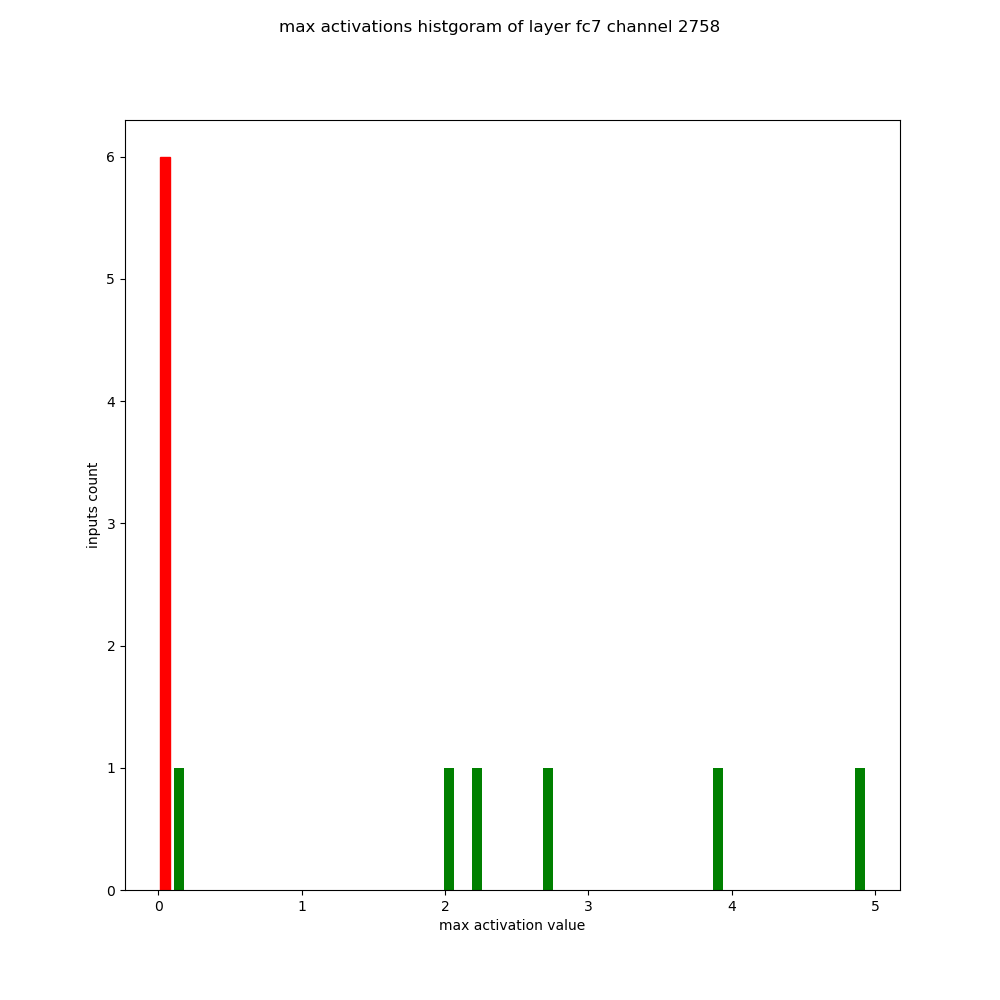 max activations histgoram of layer fc7 channel 2758
6
5
4
3
2
1
0
inputs count
0 1 2 3 4 5
max activation value